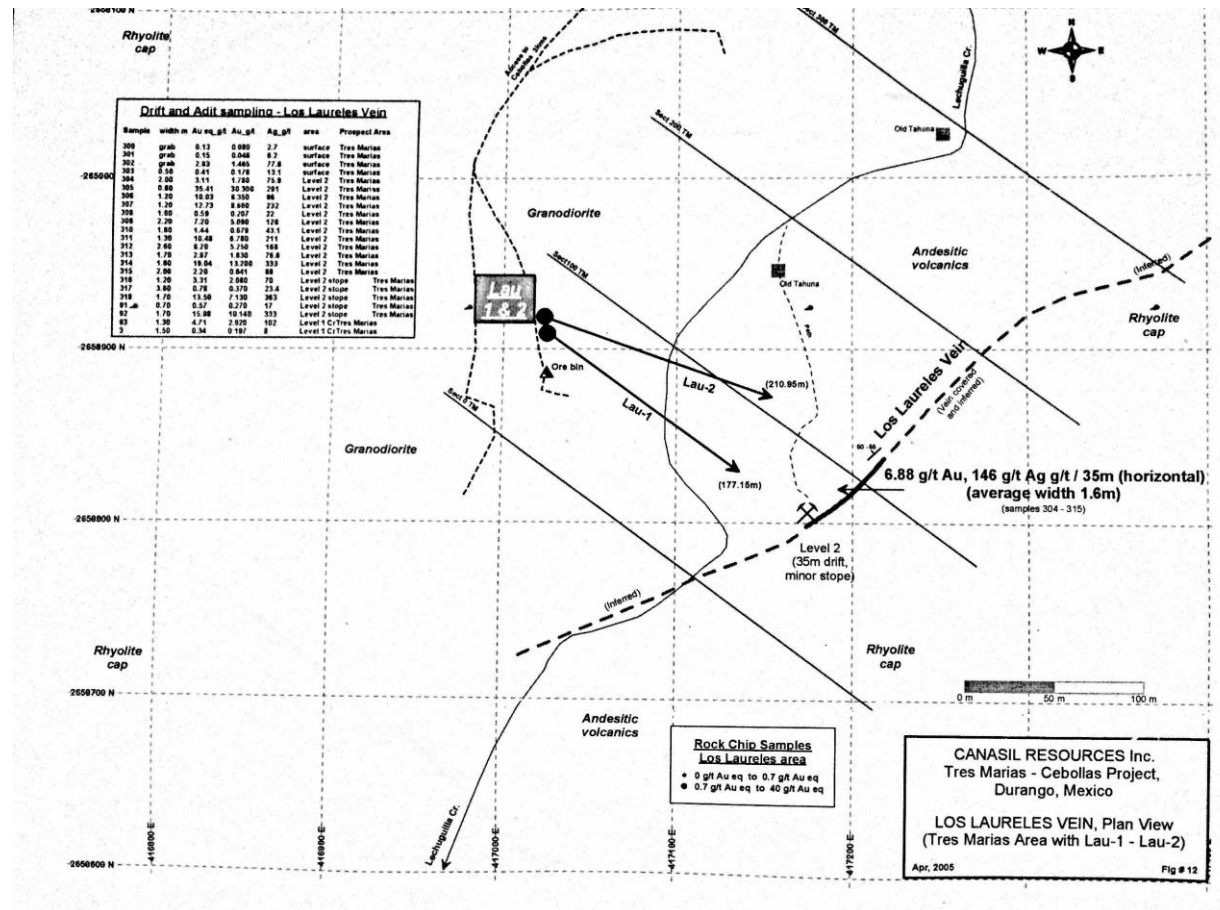 2659100 N
Rhyolite
cap
Access to
Cebollas Mines
Sect 300 TM
Lechuguilla Cr.
N
W E
S
Drift and Adit sampling - Los Laureles Vein
Sample width m Au eq_g/t Au_g/t Ag_g/t area Prospect Area
300 grab 0.13 0.080 2.7 surface Tres Marias
301 grab 0.15 0.046 6.2 surface Tres Marias
302 grab 2.83 1.465 77.8 surface Tres Marias
303 0.50 0.41 0.178 13.1 surface Tres Marias
304 2.00 3.11 1.780 75.9 Level 2 Tres Marias
305 0.80 35.41 30.300 291 Level 2 Tres Marias
306 1.20 10.03 8.350 96 Level 2 Tres Marias
307 1.20 12.73 8.660 232 Level 2 Tres Marias
308 1.60 0.59 0.207 22 Level 2 Tres Marias
309 2.20 7.20 5.090 120 Level 2 Tres Marias
310 1.60 1.44 0.678 43.1 Level 2 Tres Marias
311 1.30 10.48 6.780 211 Level 2 Tres Marias
312 2.60 8.20 5.250 168 Level 2 Tres Marias
313 1.70 2.97 1.630 76.8 Level 2 Tres Marias
314 1.60 19.04 13.200 333 Level 2 Tres Marias
315 2.00 2.20 0.641 88 Level 2 Tres Marias
316 1.20 3.31 2.080 70 Level 2 stope Tres Marias
317 3.60 0.78 0.370 23.4 Level 2 stope Tres Marias
318 1.70 13.50 7.130 363 Level 2 stope Tres Marias
91 0.70 0.57 0.270 17 Level 2 stope
92 1.70 15.98 10.140 333 Level 2 stope Tres Marias
93 1.30 4.71 2.920 102 Level 1 Cr Tres Marias
3 1.50 0.34 0.197 8 Level 1 Cr Tres Marias
Sect 200 TM
Old Tahuna
Granodiorite
Andesitic
volcanics
Sect 100 TM
Old Tahuna
(Inferred)
Lau
1 & 2
Path
Rhyolite
cap
2658900 N
Ore bin
Lau-2
(210.95m)
Lau-1
Los Laureles Vein
(Vein covered
and inferred)
Sect 0 TM
Granodiorite
(177.15m)
6.88 g/t Au, 146 g/t Ag g/t / 35m (horizontal)
(average width 1.6m)
(samples 304 - 315)
2658800 N
Level 2
(35m drift,
minor stope)
(Inferred)
Rhyolite
cap
Rhyolite
cap
2658700 N
0 m 50 m 100 m
Andesitic
volcanics
Rock Chip Samples
Los Laureles area
0 g/t Au eq to 0.7 g/t Au eq
0.7 g/t Au eq to 40 g/t Au eq
CANASIL RESOURCES Inc.
Tres Marias - Cebollas Project,
Durango, Mexico
LOS LAURELES VEIN, Plan View
(Tres Marias Area with Lau-1 - Lau-2)
Apr, 2005 Fig # 12
Lechuguilla Cr.
416800 E
416900 E
417000 E
417200 E